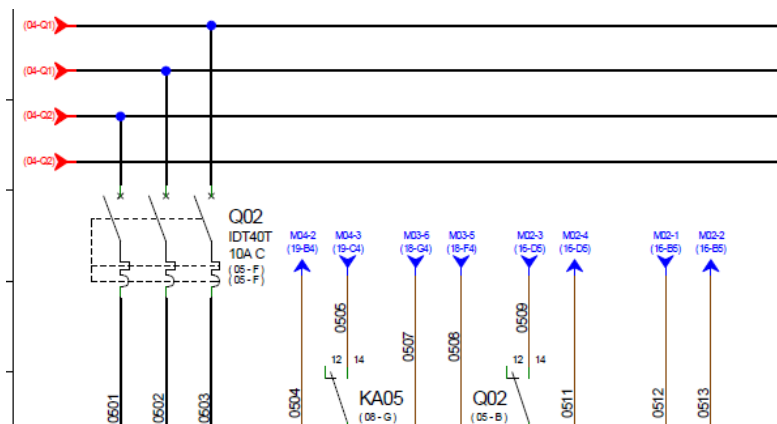 (04-Q1)
(04-Q1)
(04-Q2)
(04-Q2)
Q02
IDT40T
10A C
(05-F)
(05-F)
M04-2 M04-3 M03-6 M03-5 M02-3 M02-4 M02-1 M02-2
(19-B4) (19-C4) (18-G4) (18-F4) (16-D5) (16-D5) (16-B5) (16-B5)
0505 0507 0508 0509
12 14 12 14
KA05 Q02
(08-G) (05-B)
0501 0502 0503 0504 0511 0512 0513